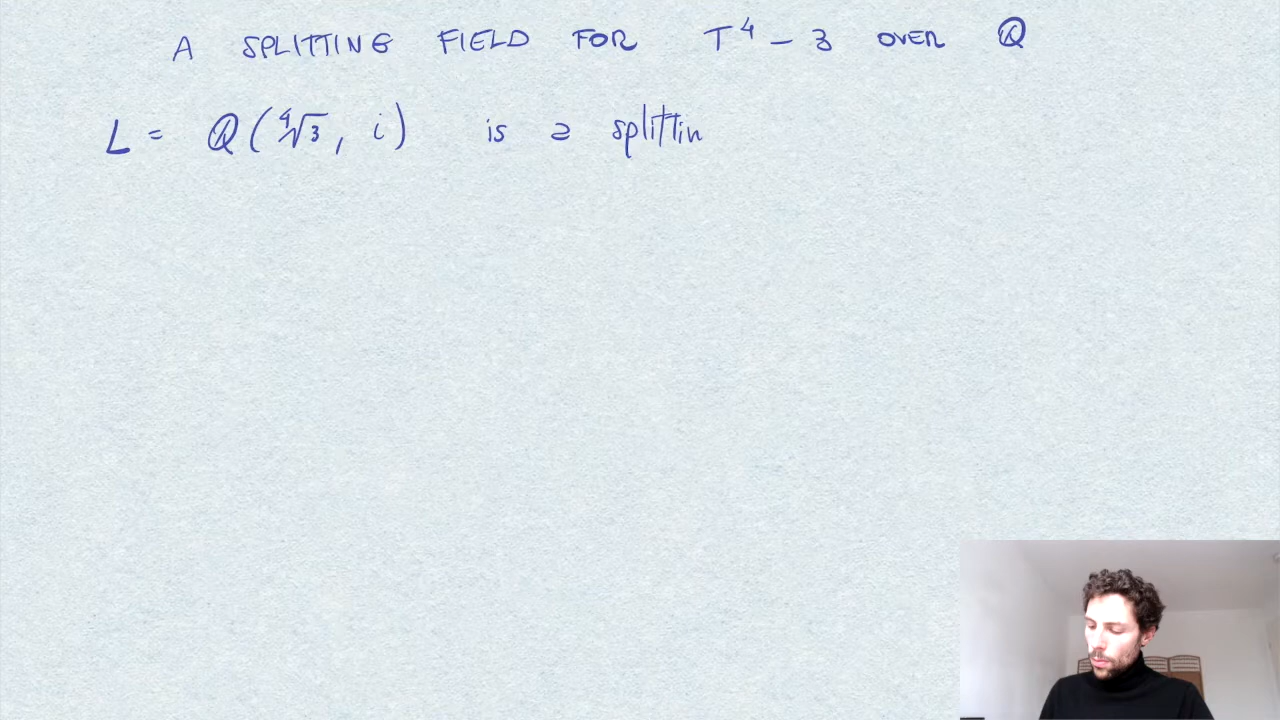 A SPLITTING FIELD FOR T⁴ - 3 OVER ℚ
L = ℚ(∜3, i) is a splittin